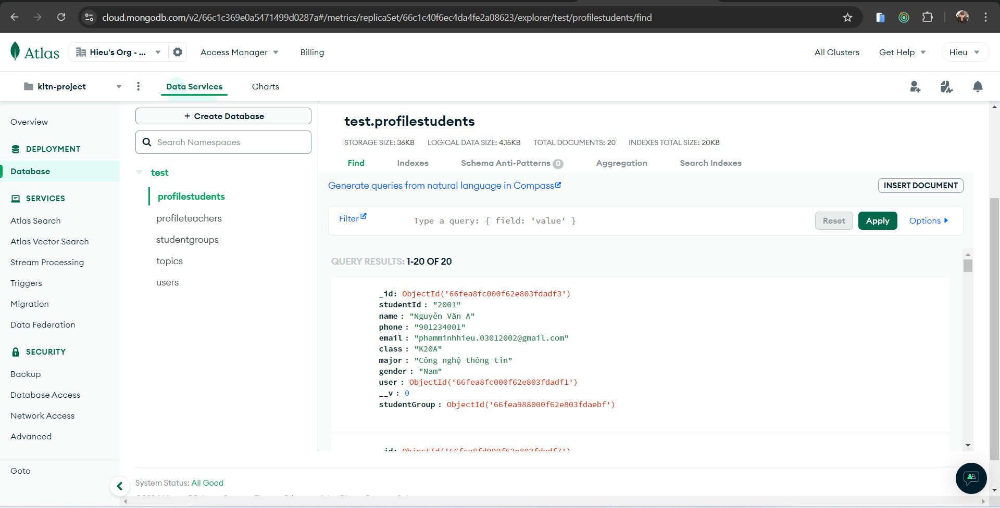 cloud.mongodb.com/v2/66c1c369e0a5471499d0287a#/metrics/replicaSet/66c1c40f6ec4da4fe2a08623/explorer/test/profilestudents/find
Atlas
Hieu's Org - ...
Access Manager
Billing
All Clusters
Get Help
Hieu
kltn-project
Data Services
Charts
Overview
DEPLOYMENT
Database
SERVICES
Atlas Search
Atlas Vector Search
Stream Processing
Triggers
Migration
Data Federation
SECURITY
Backup
Database Access
Network Access
Advanced
Goto
+ Create Database
Search Namespaces
test
profilestudents
profileteachers
studentgroups
topics
users
test.profilestudents
STORAGE SIZE: 36KB LOGICAL DATA SIZE: 4.15KB TOTAL DOCUMENTS: 20 INDEXES TOTAL SIZE: 20KB
Find Indexes Schema Anti-Patterns 0 Aggregation Search Indexes
Generate queries from natural language in Compass
INSERT DOCUMENT
Filter
Type a query: { field: 'value' }
Reset
Apply
Options
QUERY RESULTS: 1-20 OF 20
_id: ObjectId('66fea8fc000f62e803fdadf3')
studentId : "2001"
name : "Nguyễn Văn A"
phone : "901234001"
email : "phamminhhieu.03012002@gmail.com"
class : "K20A"
major : "Công nghệ thông tin"
gender : "Nam"
user : ObjectId('66fea8fc000f62e803fdadf1')
__v : 0
studentGroup : ObjectId('66fea988000f62e803fdaebf')
_id: ObjectId('66fea8fd000f62e803fdadf7')
System Status: All Good